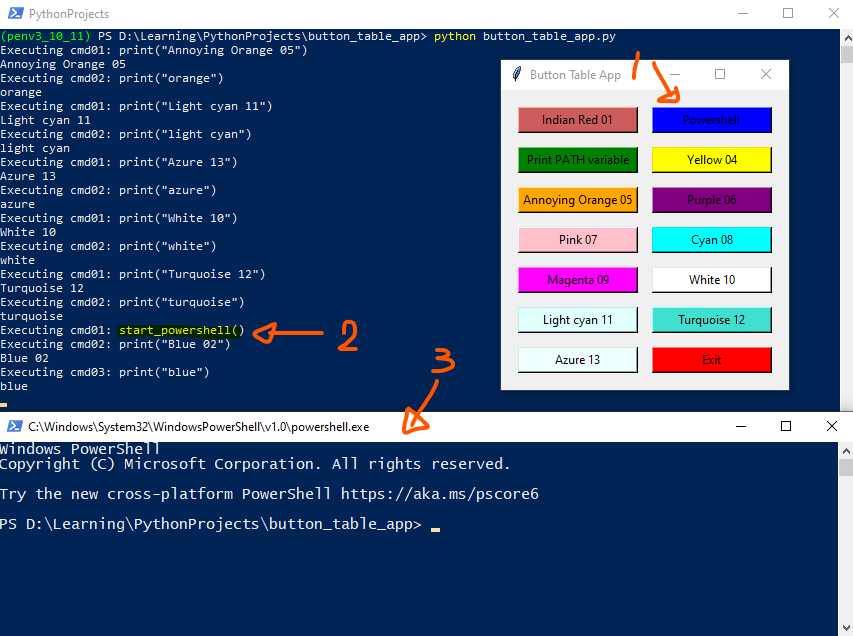 PythonProjects
(penv3_10_11) PS D:\Learning\PythonProjects\button_table_app> python button_table_app.py
Executing cmd01: print("Annoying Orange 05")
Annoying Orange 05
Executing cmd02: print("orange")
orange
Executing cmd01: print("Light cyan 11")
Light cyan 11
Executing cmd02: print("light cyan")
light cyan
Executing cmd01: print("Azure 13")
Azure 13
Executing cmd02: print("azure")
azure
Executing cmd01: print("White 10")
White 10
Executing cmd02: print("white")
white
Executing cmd01: print("Turquoise 12")
Turquoise 12
Executing cmd02: print("turquoise")
turquoise
Executing cmd01: start_powershell()
Executing cmd02: print("Blue 02")
Blue 02
Executing cmd03: print("blue")
blue
1
2
3
Button Table App
Indian Red 01 Powershell
Print PATH variable Yellow 04
Annoying Orange 05 Purple 06
Pink 07 Cyan 08
Magenta 09 White 10
Light cyan 11 Turquoise 12
Azure 13 Exit
C:\Windows\System32\WindowsPowerShell\v1.0\powershell.exe
Windows PowerShell
Copyright (C) Microsoft Corporation. All rights reserved.
Try the new cross-platform PowerShell https://aka.ms/pscore6
PS D:\Learning\PythonProjects\button_table_app>